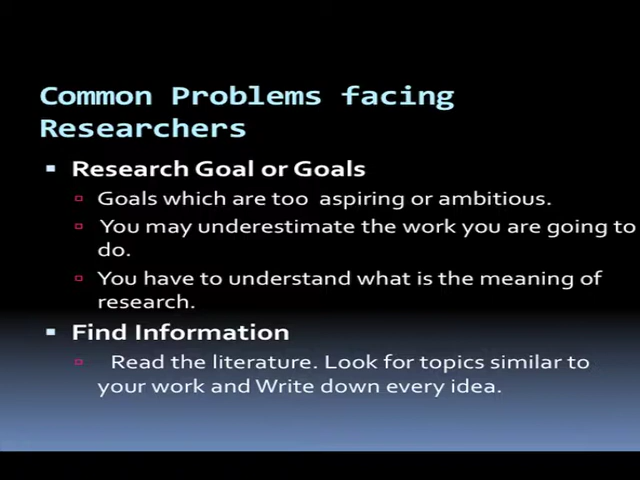 Common Problems facing
Researchers
Research Goal or Goals
Goals which are too aspiring or ambitious.
You may underestimate the work you are going to
do.
You have to understand what is the meaning of
research.
Find Information
Read the literature. Look for topics similar to
your work and Write down every idea.